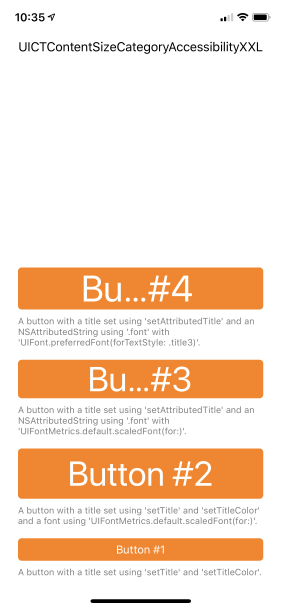 10:35
UICTContentSizeCategoryAccessibilityXXL
Bu...#4
A button with a title set using 'setAttributedTitle' and an
NSAttributedString using '.font' with
'UIFont.preferredFont(forTextStyle: .title3)'.
Bu...#3
A button with a title set using 'setAttributedTitle' and an
NSAttributedString using '.font' with
'UIFontMetrics.default.scaledFont(for:)'.
Button #2
A button with a title set using 'setTitle' and 'setTitleColor'
and a font using 'UIFontMetrics.default.scaledFont(for:)'.
Button #1
A button with a title set using 'setTitle' and 'setTitleColor'.